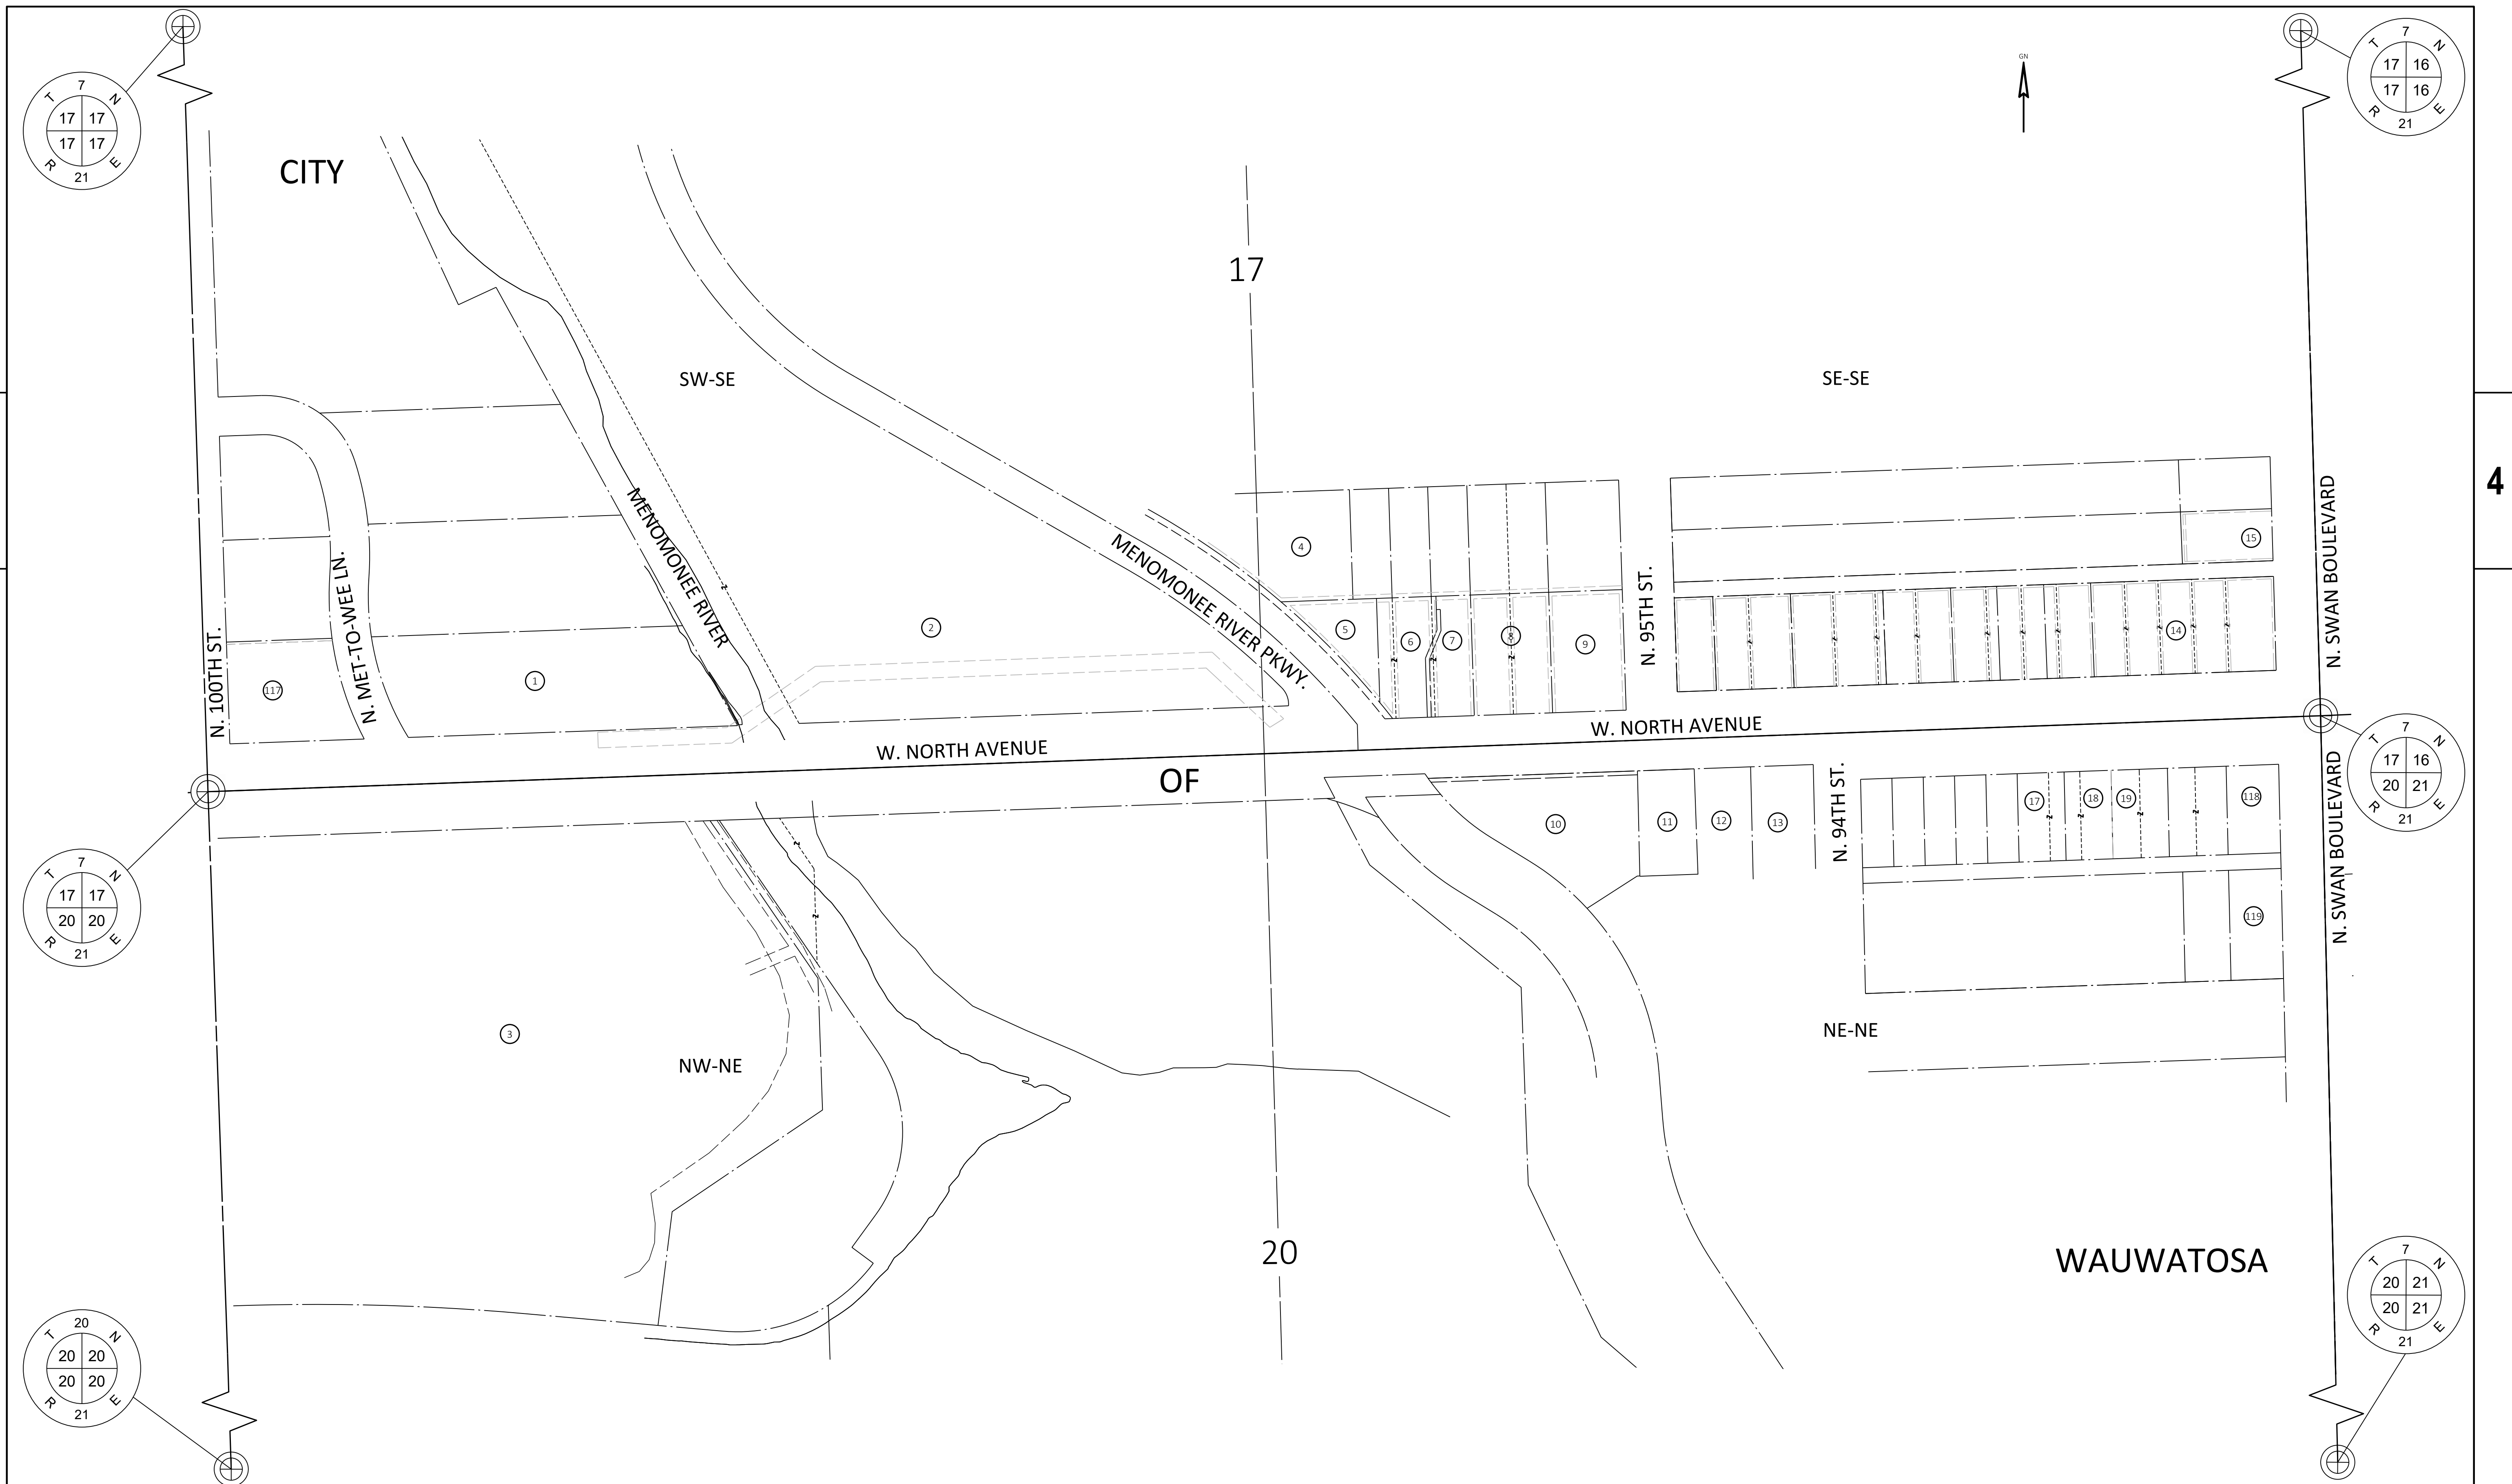 7
T N
17 17
17 17
R E
21
7
T N
17 16
17 16
R E
21
GN
CITY
17
SW-SE
SE-SE
4
MENOMONEE RIVER
MENOMONEE RIVER PKWY.
N. MET-TO-WEE LN.
N. 100TH ST.
N. 95TH ST.
N. SWAN BOULEVARD
117
1
2
4
5
6
7
8
9
14
15
W. NORTH AVENUE
W. NORTH AVENUE
OF
7
T N
17 17
20 20
R E
21
7
T N
17 16
20 21
R E
21
N. 94TH ST.
N. SWAN BOULEVARD
10
11
12
13
17
18
19
118
119
3
NW-NE
NE-NE
20
WAUWATOSA
20
T N
20 20
20 20
R E
21
7
T N
20 21
20 21
R E
21